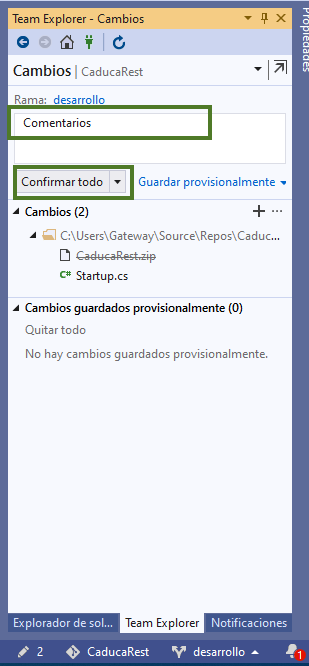 Team Explorer - Cambios
Cambios | CaducaRest
Rama: desarrollo
Comentarios
Confirmar todo Guardar provisionalmente
Cambios (2)
C:\Users\Gateway\Source\Repos\Caduc...
CaducaRest.zip
C# Startup.cs
Cambios guardados provisionalmente (0)
Quitar todo
No hay cambios guardados provisionalmente.
Explorador de sol... Team Explorer Notificaciones
2 CaducaRest desarrollo 1
Propiedades